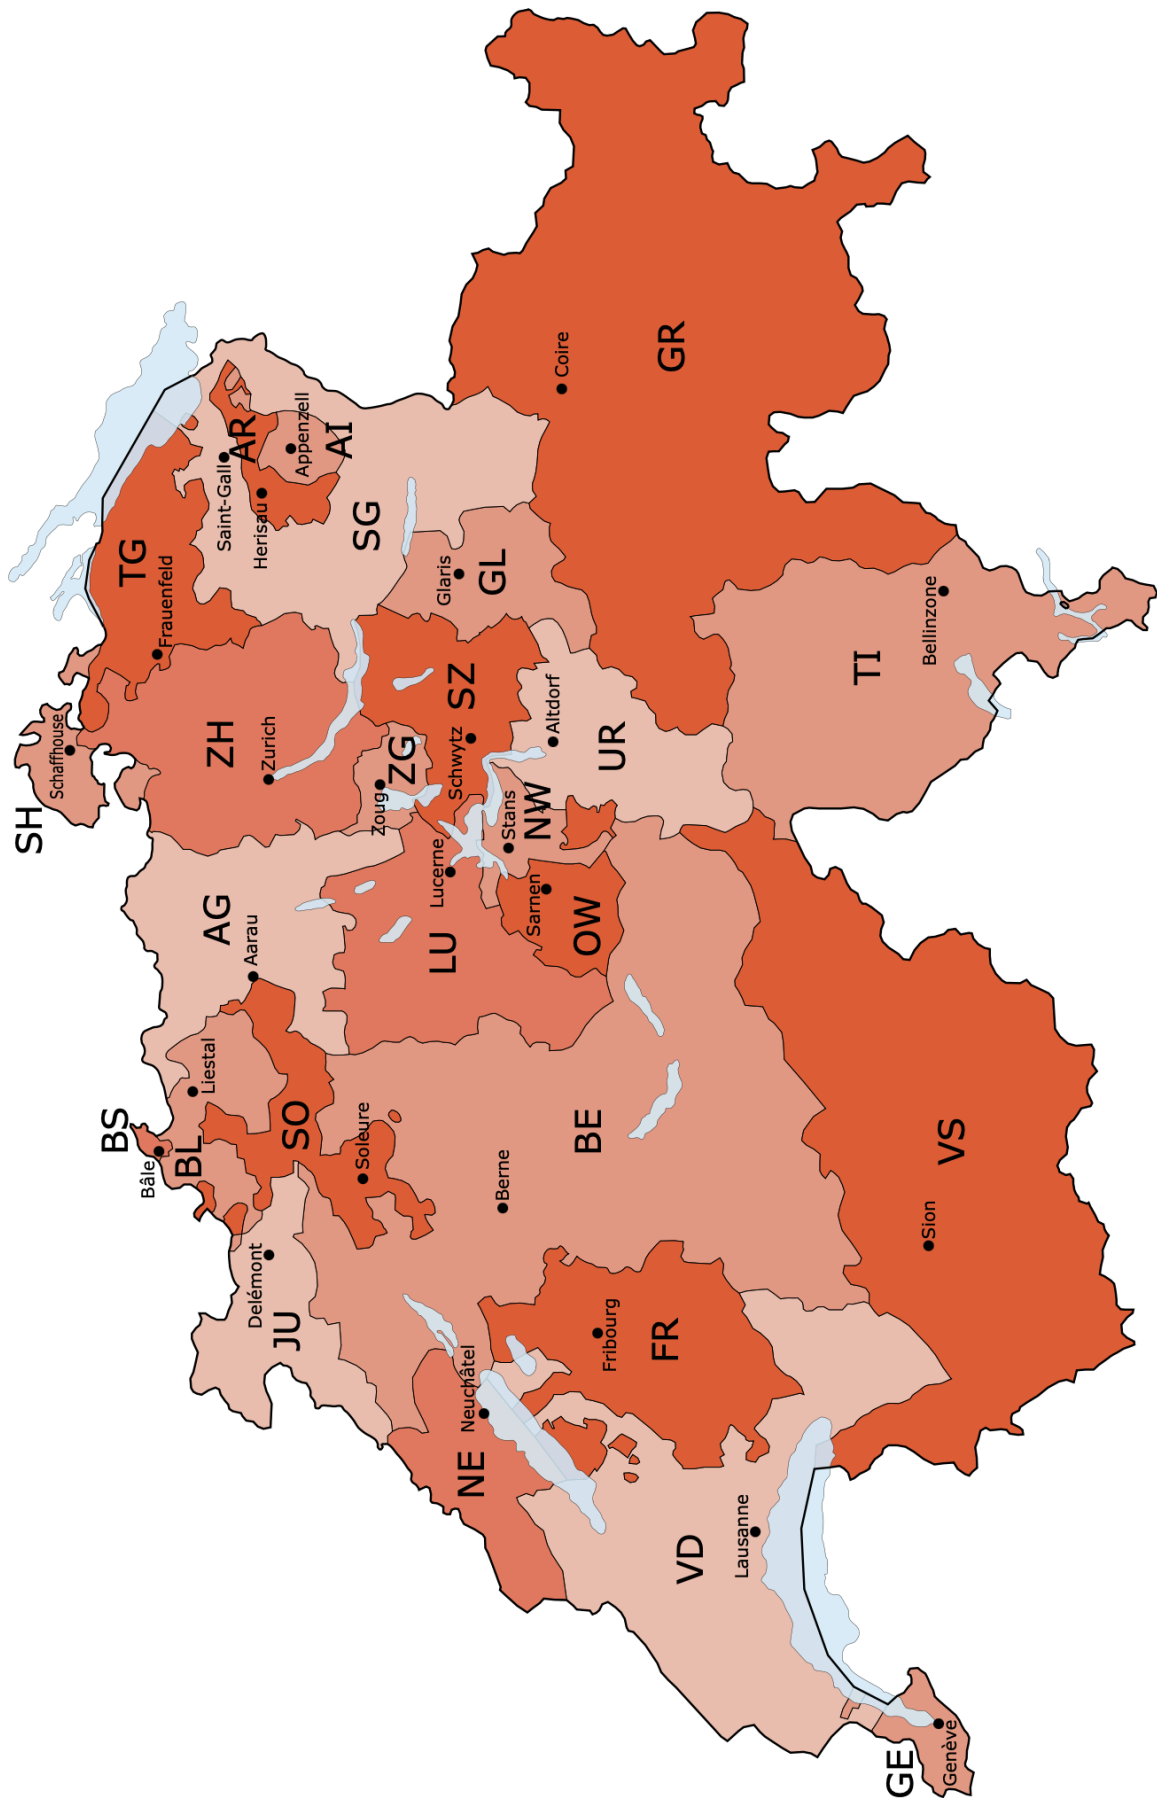 SH
Schaffhouse
BS
Bâle
BL
Liestal
AG
Aarau
ZH
Zurich
TG
Frauenfeld
Saint-Gall
AR
Herisau
Appenzell
AI
SG
JU
Delémont
SO
Soleure
LU
Lucerne
Zoug
ZG
Schwytz
SZ
Glaris
GL
NE
Neuchâtel
Berne
BE
Sarnen
OW
Stans
NW
Altdorf
UR
Coire
GR
Fribourg
FR
VD
Lausanne
Sion
VS
TI
Bellinzone
GE
Genève